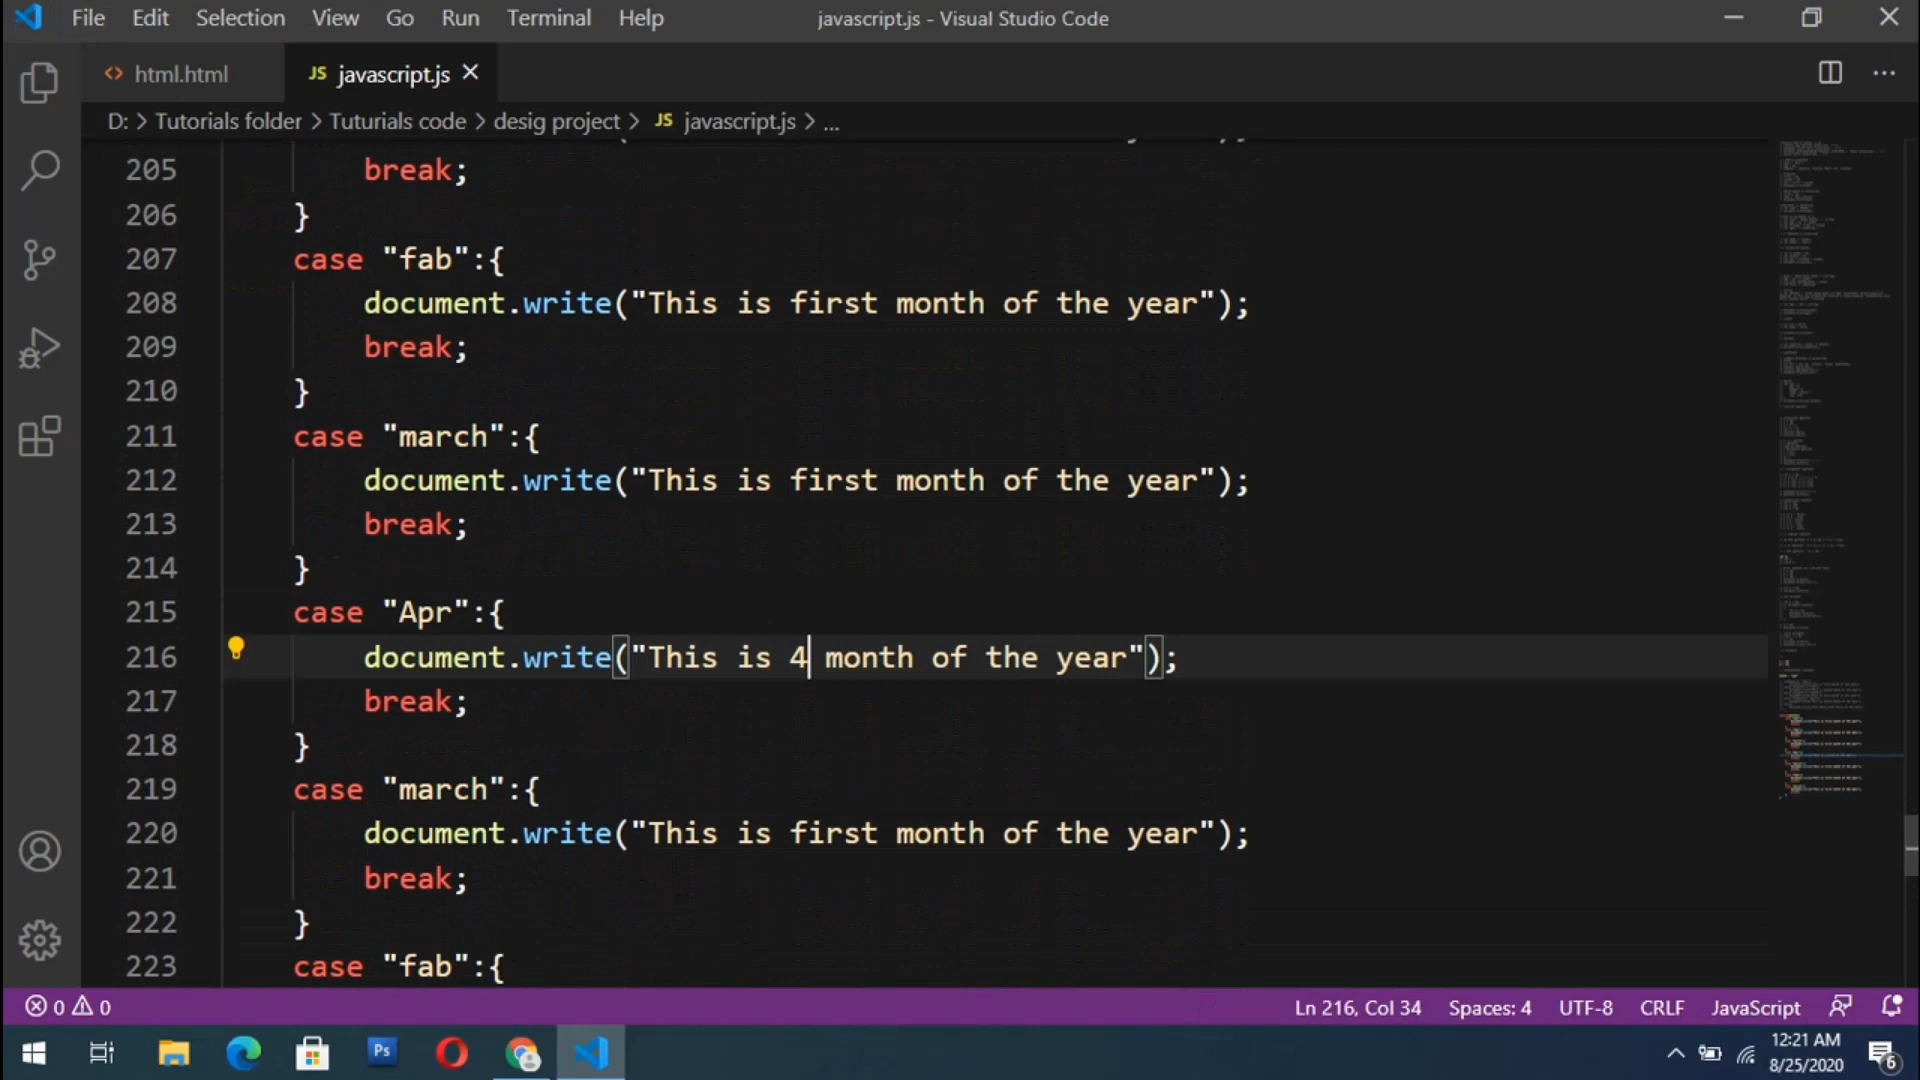 File Edit Selection View Go Run Terminal Help javascript.js - Visual Studio Code
<> html.html JS javascript.js
D: > Tutorials folder > Tuturials code > desig project > JS javascript.js > ...
205 break;
206 }
207 case "fab":{
208 document.write("This is first month of the year");
209 break;
210 }
211 case "march":{
212 document.write("This is first month of the year");
213 break;
214 }
215 case "Apr":{
216 document.write("This is 4 month of the year");
217 break;
218 }
219 case "march":{
220 document.write("This is first month of the year");
221 break;
222 }
223 case "fab":{
0 0 Ln 216, Col 34 Spaces: 4 UTF-8 CRLF JavaScript
Ps 12:21 AM
8/25/2020 6